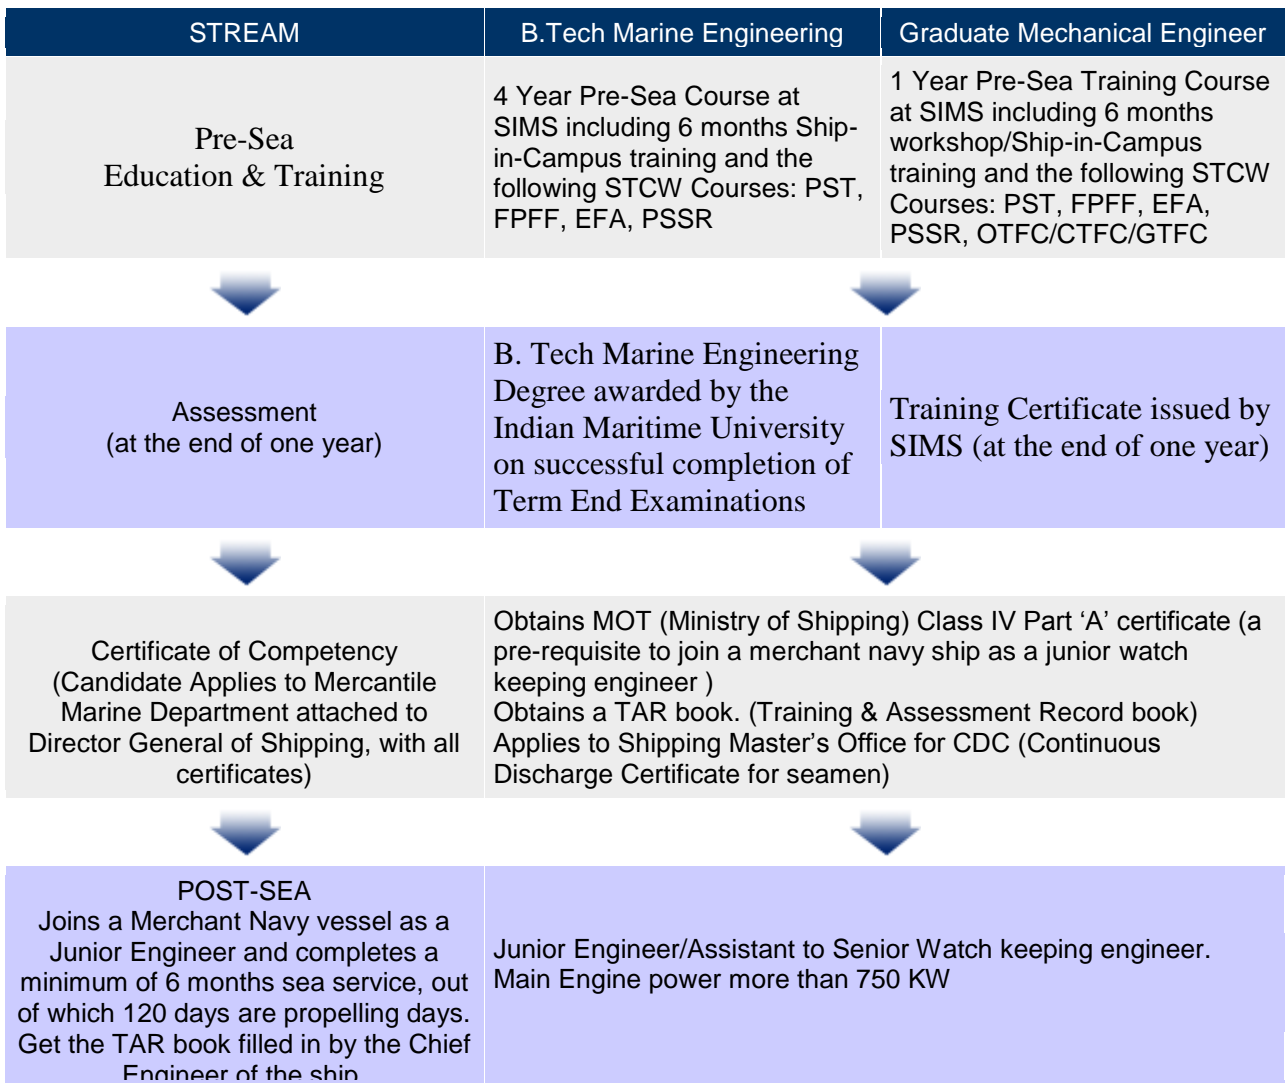 STREAM
B.Tech Marine Engineering
Graduate Mechanical Engineer
Pre-Sea
Education & Training
4 Year Pre-Sea Course at
SIMS including 6 months Ship-
in-Campus training and the
following STCW Courses: PST,
FPFF, EFA, PSSR
1 Year Pre-Sea Training Course
at SIMS including 6 months
workshop/Ship-in-Campus
training and the following STCW
Courses: PST, FPFF, EFA,
PSSR, OTFC/CTFC/GTFC
Assessment
(at the end of one year)
B. Tech Marine Engineering
Degree awarded by the
Indian Maritime University
on successful completion of
Term End Examinations
Training Certificate issued by
SIMS (at the end of one year)
Certificate of Competency
(Candidate Applies to Mercantile
Marine Department attached to
Director General of Shipping, with all
certificates)
Obtains MOT (Ministry of Shipping) Class IV Part ‘A’ certificate (a
pre-requisite to join a merchant navy ship as a junior watch
keeping engineer )
Obtains a TAR book. (Training & Assessment Record book)
Applies to Shipping Master’s Office for CDC (Continuous
Discharge Certificate for seamen)
POST-SEA
Joins a Merchant Navy vessel as a
Junior Engineer and completes a
minimum of 6 months sea service, out
of which 120 days are propelling days.
Get the TAR book filled in by the Chief
Engineer of the ship
Junior Engineer/Assistant to Senior Watch keeping engineer.
Main Engine power more than 750 KW